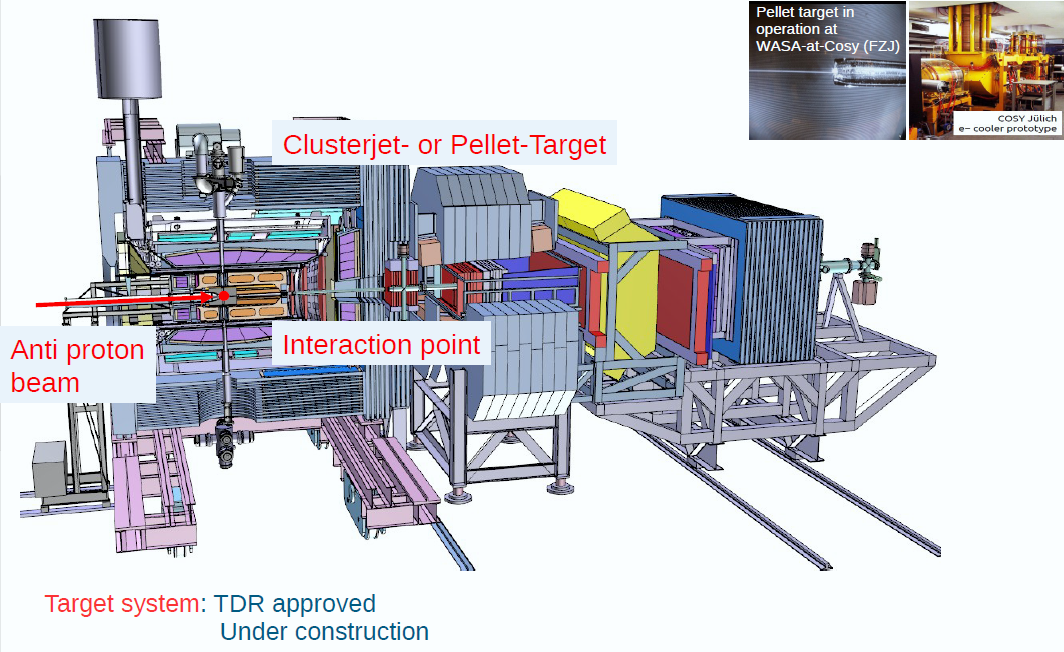 Pellet target in
operation at
WASA-at-Cosy (FZJ)
COSY Jülich
e- cooler prototype
Clusterjet- or Pellet-Target
Interaction point
Anti proton
beam
Target system: TDR approved
Under construction